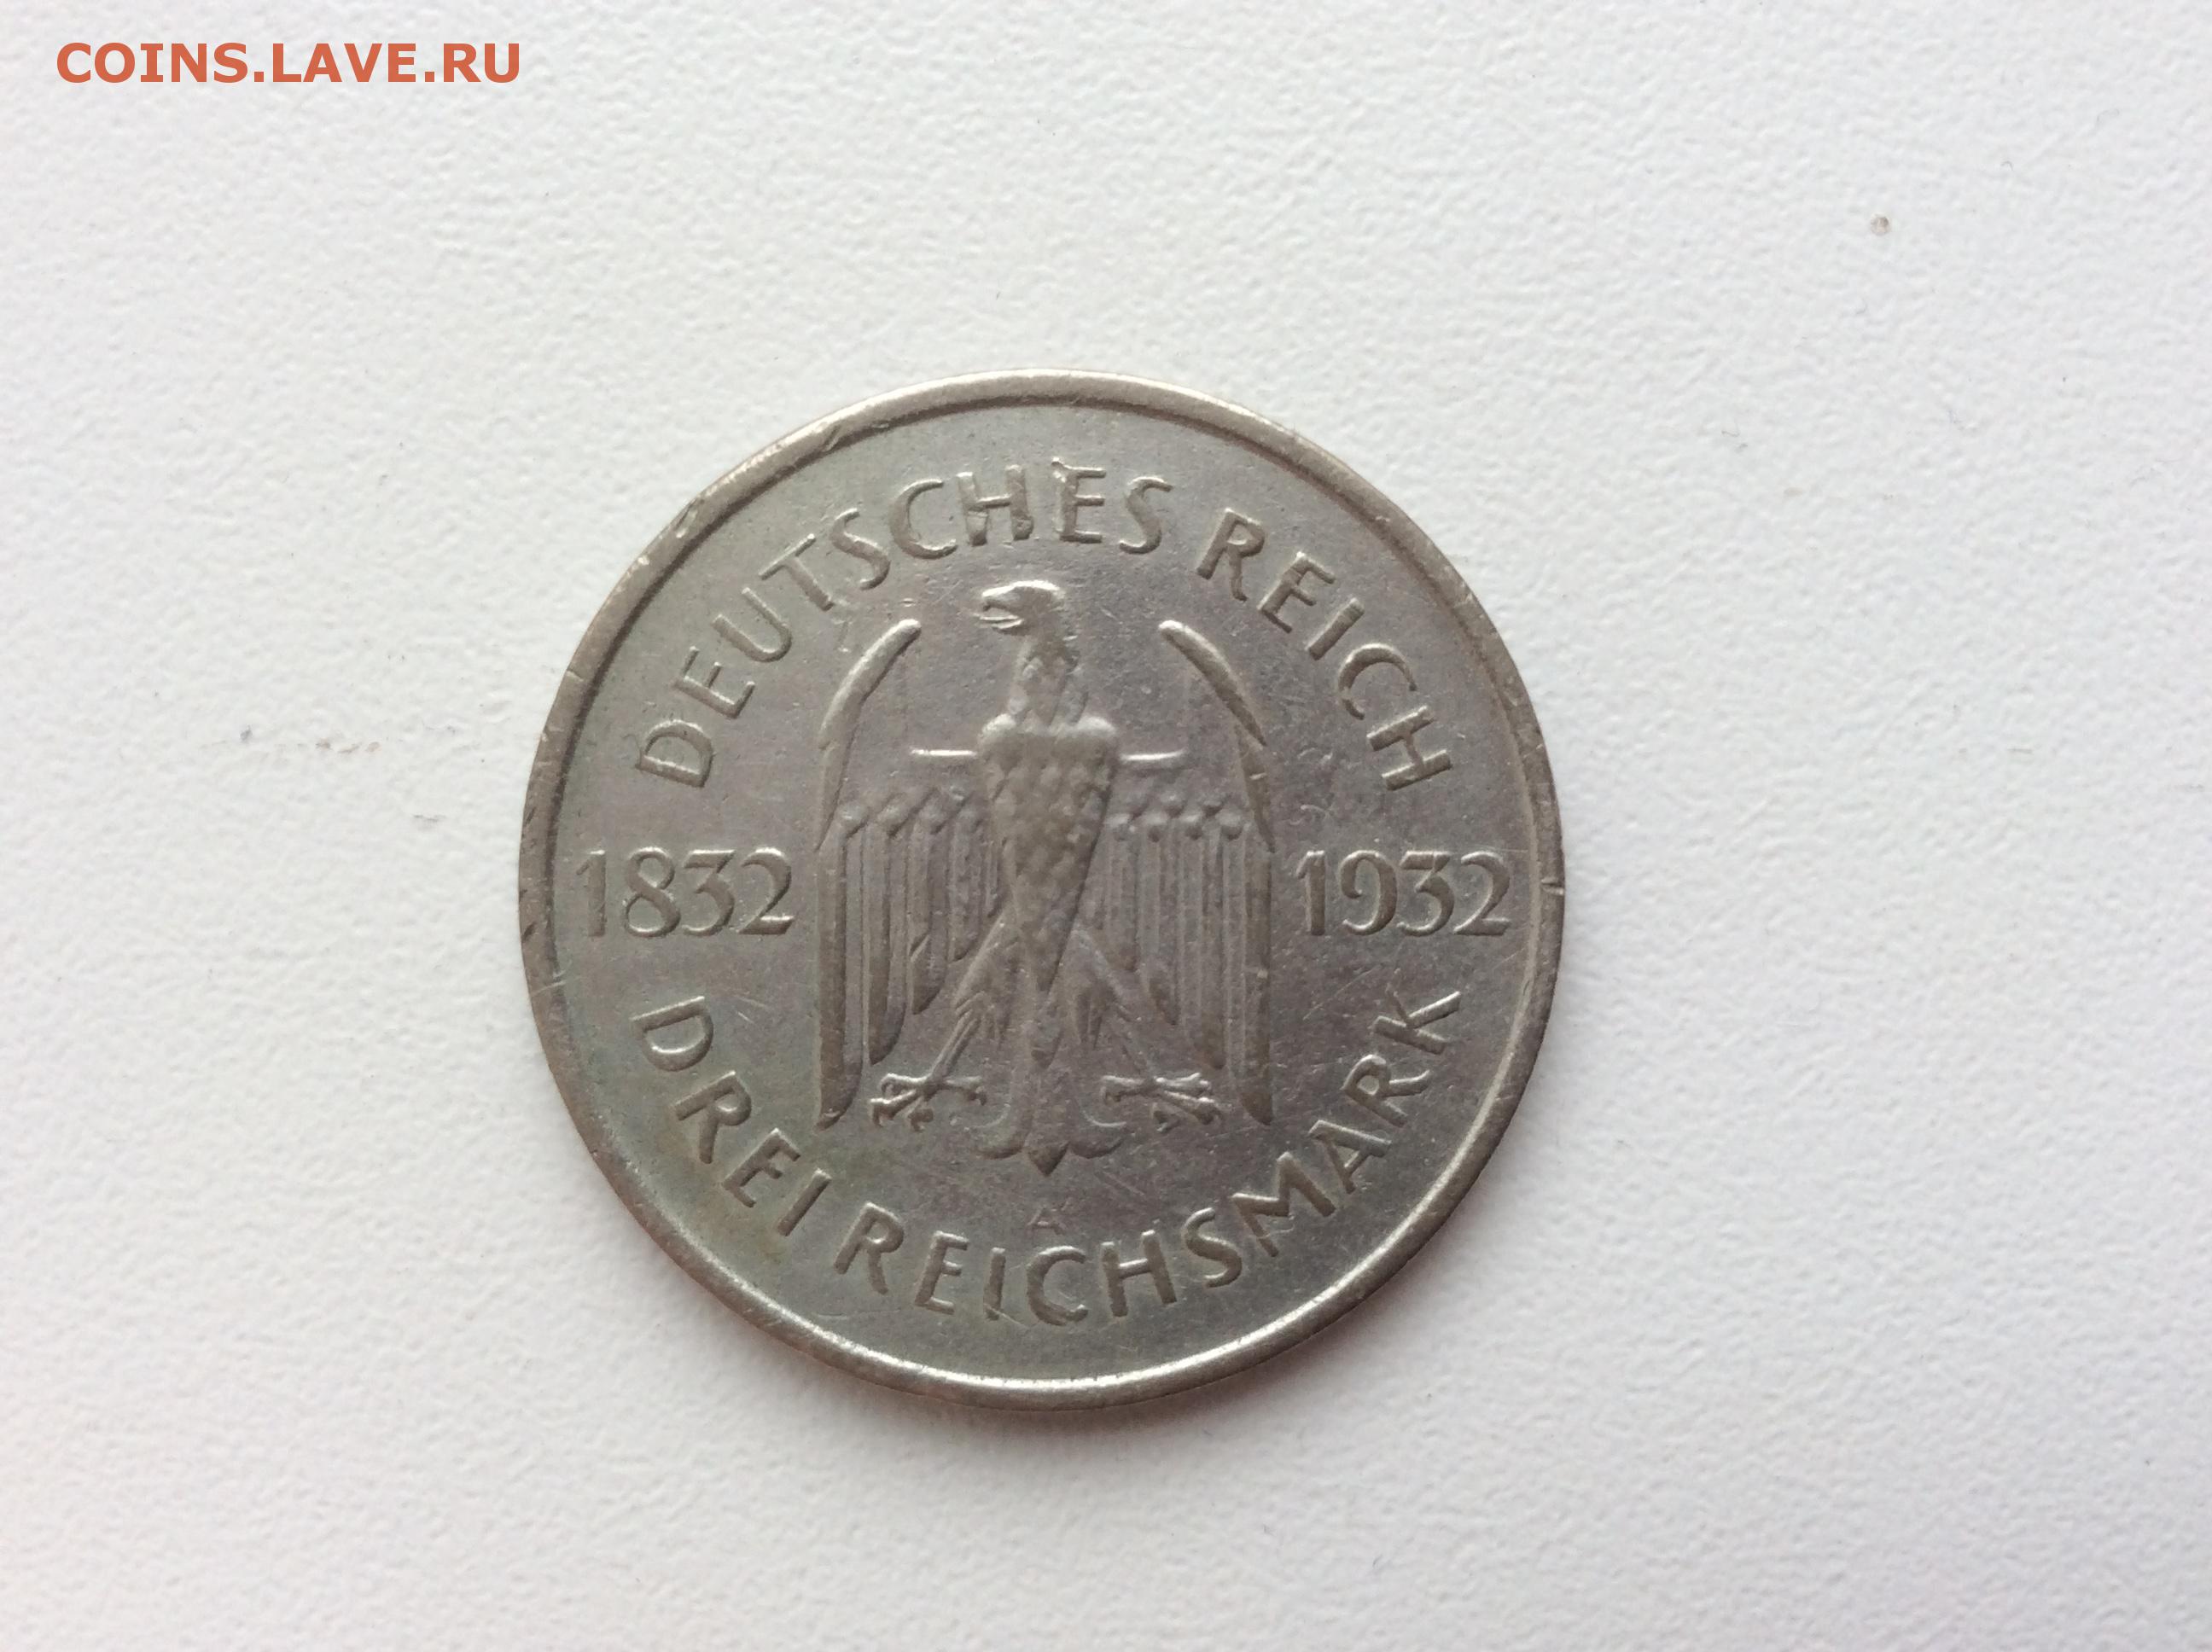 COINS.LAVE.RU
DEUTSCHES REICH
1832 1932
A
DREI REICHSMARK